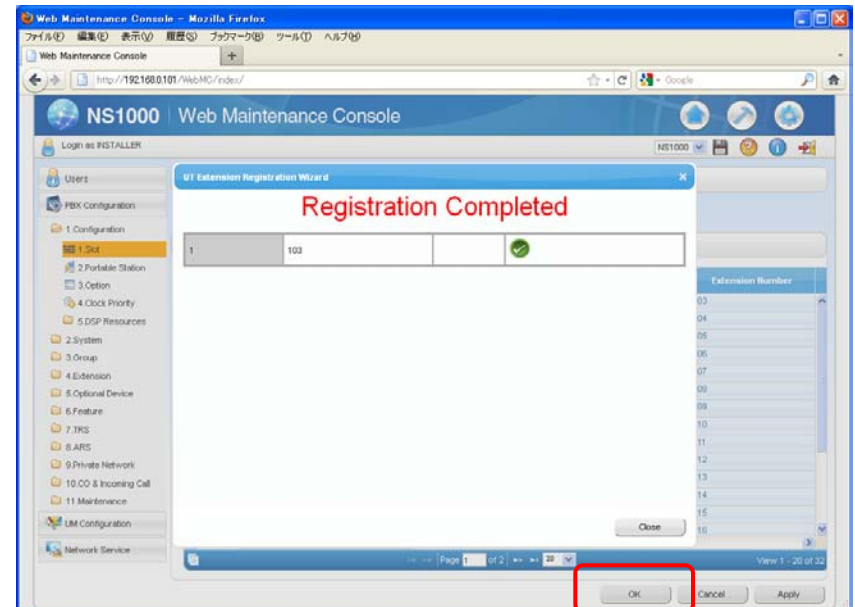 Web Maintenance Console - Mozilla Firefox
ファイル(F) 編集(E) 表示(V) 履歴(S) ブックマーク(B) ツール(T) ヘルプ(H)
Web Maintenance Console +
http://192.168.0.101/WebMC/index/
Google
NS1000 Web Maintenance Console
Login as INSTALLER
NS1000
Users
PBX Configuration
1.Configuration
1.Slot
2.Portable Station
3.Option
4.Clock Priority
5.DSP Resources
2.System
3.Group
4.Extension
5.Optional Device
6.Feature
7.TRS
8.ARS
9.Private Network
10.CO & Incoming Call
11.Maintenance
UM Configuration
Network Service
UT Extension Registration Wizard ×
Registration Completed
1 103
Close
Extension Number
03
04
05
06
07
08
09
10
11
12
13
14
15
16
Page 1 of 2 20
View 1 - 20 of 32
OK Cancel Apply